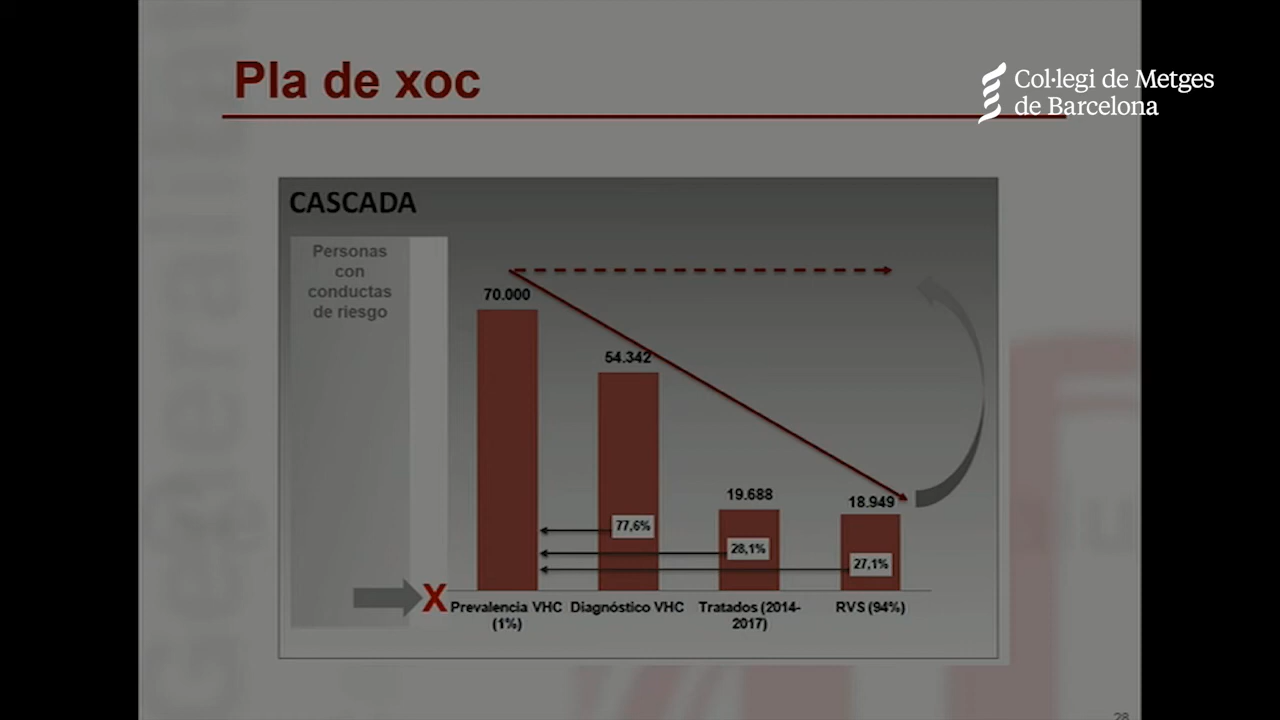 Pla de xoc
Col·legi de Metges
de Barcelona
CASCADA
Personas
con
conductas
de riesgo
70.000
54.342
19.688
18.949
77,6%
28,1%
27,1%
X
Prevalencia VHC
(1%)
Diagnóstico VHC
Tratados (2014-
2017)
RVS (94%)
28